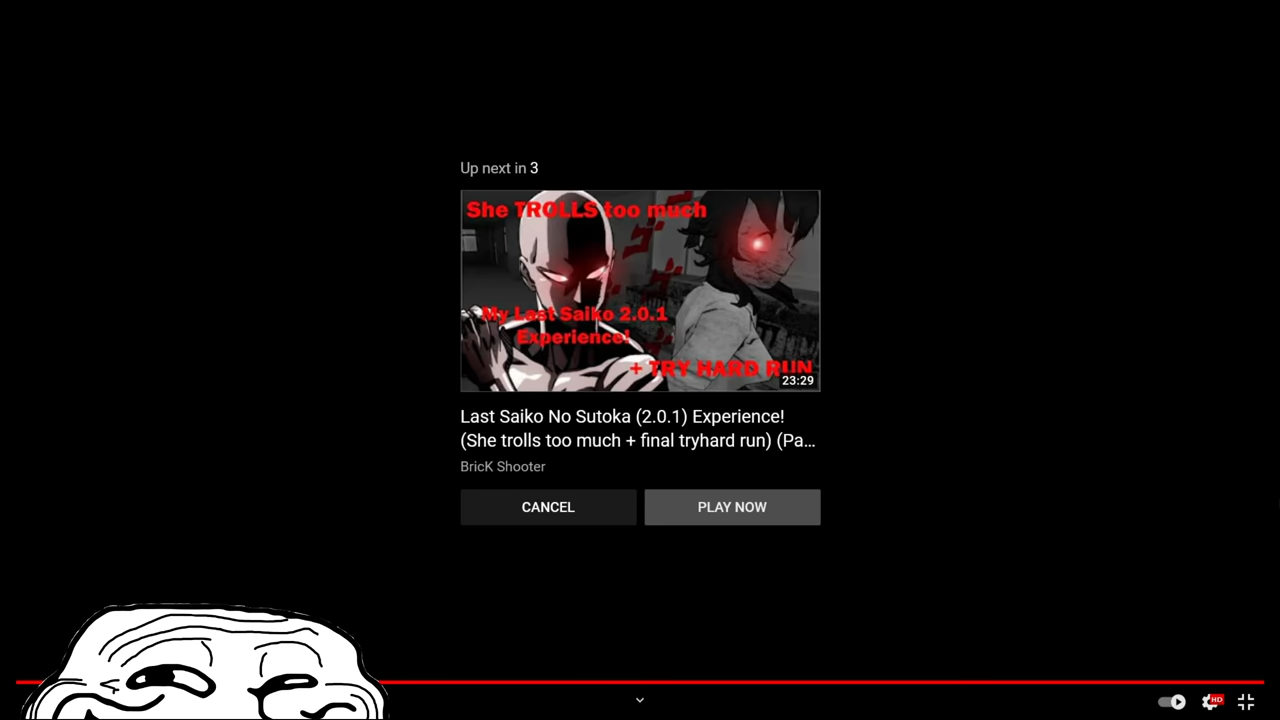 Up next in 3
She TROLLS too much
My Last Saiko 2.0.1
Experience!
+ TRY HARD RUN
23:29
Last Saiko No Sutoka (2.0.1) Experience!
(She trolls too much + final tryhard run) (Pa...
BricK Shooter
CANCEL
PLAY NOW
HD